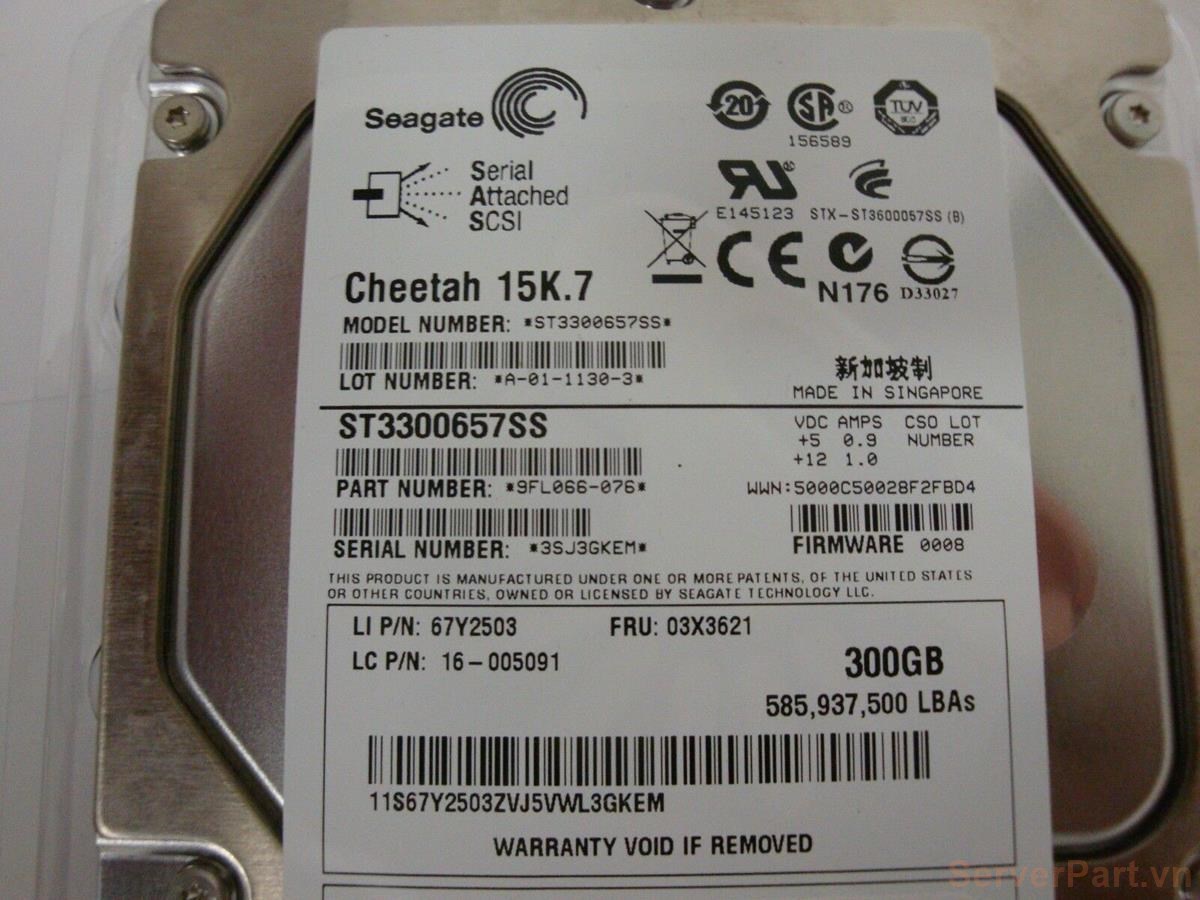 Seagate
Serial
Attached
SCSI
20
SA ®
156589
TUV
E145123 STX-ST3600057SS (B)
CE
N176 D33027
Cheetah 15K.7
MODEL NUMBER: *ST3300657SS*
LOT NUMBER: *A-01-1130-3*
新加坡制
MADE IN SINGAPORE
ST3300657SS
VDC AMPS CSO LOT
+5 0.9 NUMBER
+12 1.0
PART NUMBER: *9FL066-076*
WWN:5000C50028F2FBD4
SERIAL NUMBER: *3SJ3GKEM*
FIRMWARE 0008
THIS PRODUCT IS MANUFACTURED UNDER ONE OR MORE PATENTS, OF THE UNITED STATES
OR OTHER COUNTRIES, OWNED OR LICENSED BY SEAGATE TECHNOLOGY LLC.
LI P/N: 67Y2503 FRU: 03X3621
LC P/N: 16-005091
300GB
585,937,500 LBAs
11S67Y2503ZVJ5VWL3GKEM
WARRANTY VOID IF REMOVED
ServerPart.vn